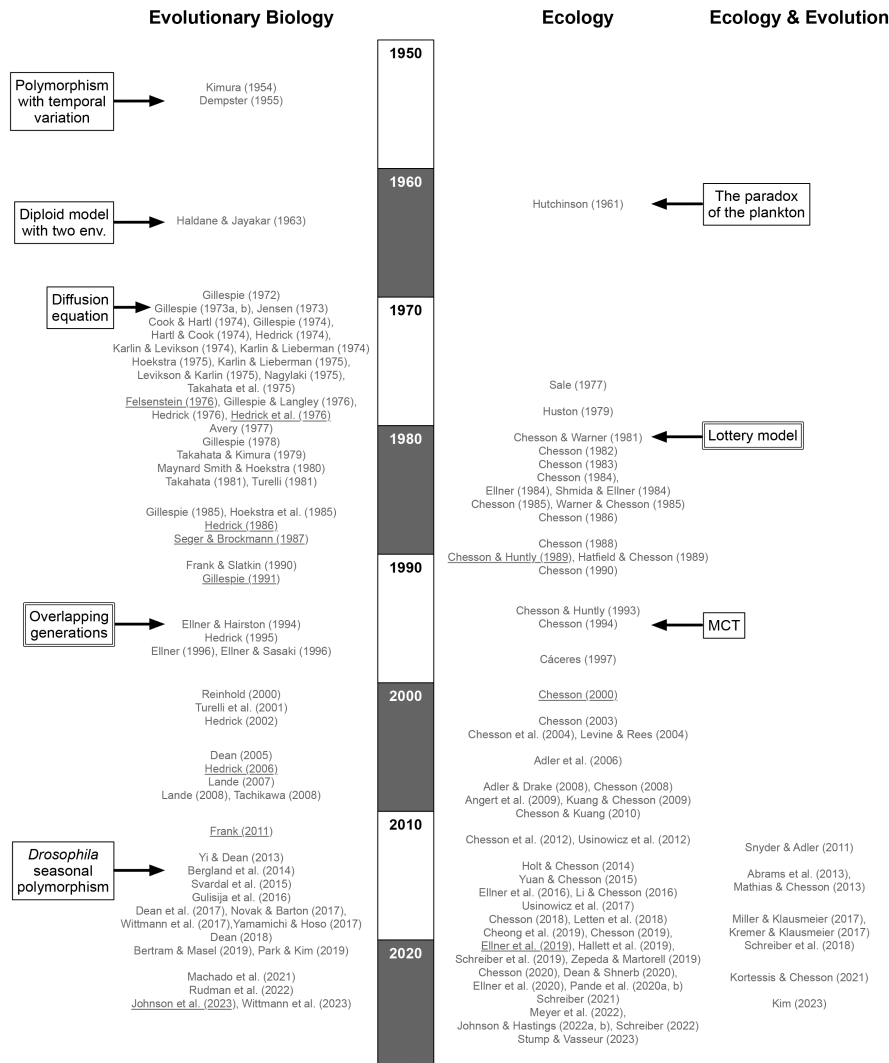 Evolutionary Biology
Ecology
Ecology & Evolution
1950
Polymorphism
with temporal
variation
Kimura (1954)
Dempster (1955)
1960
Diploid model
with two env.
Haldane & Jayakar (1963)
Hutchinson (1961)
The paradox
of the plankton
Diffusion
equation
Gillespie (1972)
Gillespie (1973a, b), Jensen (1973)
Cook & Hartl (1974), Gillespie (1974),
Hartl & Cook (1974), Hedrick (1974),
Karlin & Levikson (1974), Karlin & Lieberman (1974)
Hoekstra (1975), Karlin & Lieberman (1975),
Levikson & Karlin (1975), Nagylaki (1975),
Takahata et al. (1975)
Felsenstein (1976), Gillespie & Langley (1976),
Hedrick (1976), Hedrick et al. (1976)
Avery (1977)
Gillespie (1978)
Takahata & Kimura (1979)
Maynard Smith & Hoekstra (1980)
Takahata (1981), Turelli (1981)
1970
Sale (1977)
Huston (1979)
1980
Chesson & Warner (1981)
Lottery model
Chesson (1982)
Chesson (1983)
Chesson (1984),
Ellner (1984), Shmida & Ellner (1984)
Chesson (1985), Warner & Chesson (1985)
Chesson (1986)
Gillespie (1985), Hoekstra et al. (1985)
Hedrick (1986)
Seger & Brockmann (1987)
Chesson (1988)
Chesson & Huntly (1989), Hatfield & Chesson (1989)
Chesson (1990)
Frank & Slatkin (1990)
Gillespie (1991)
1990
Overlapping
generations
Ellner & Hairston (1994)
Hedrick (1995)
Ellner (1996), Ellner & Sasaki (1996)
Chesson & Huntly (1993)
Chesson (1994)
MCT
Cáceres (1997)
Reinhold (2000)
Turelli et al. (2001)
Hedrick (2002)
2000
Chesson (2000)
Chesson (2003)
Chesson et al. (2004), Levine & Rees (2004)
Dean (2005)
Hedrick (2006)
Lande (2007)
Lande (2008), Tachikawa (2008)
Adler et al. (2006)
Adler & Drake (2008), Chesson (2008)
Angert et al. (2009), Kuang & Chesson (2009)
Chesson & Kuang (2010)
2010
Frank (2011)
Chesson et al. (2012), Usinowicz et al. (2012)
Snyder & Adler (2011)
Drosophila
seasonal
polymorphism
Yi & Dean (2013)
Bergland et al. (2014)
Svardal et al. (2015)
Gulisija et al. (2016)
Dean et al. (2017), Novak & Barton (2017),
Wittmann et al. (2017),Yamamichi & Hoso (2017)
Dean (2018)
Bertram & Masel (2019), Park & Kim (2019)
Holt & Chesson (2014)
Yuan & Chesson (2015)
Ellner et al. (2016), Li & Chesson (2016)
Usinowicz et al. (2017)
Chesson (2018), Letten et al. (2018)
Cheong et al. (2019), Chesson (2019),
Ellner et al. (2019), Hallett et al. (2019),
Schreiber et al. (2019), Zepeda & Martorell (2019)
Chesson (2020), Dean & Shnerb (2020),
Ellner et al. (2020), Pande et al. (2020a, b)
Schreiber (2021)
Meyer et al. (2022),
Johnson & Hastings (2022a, b), Schreiber (2022)
Stump & Vasseur (2023)
Abrams et al. (2013),
Mathias & Chesson (2013)
Miller & Klausmeier (2017),
Kremer & Klausmeier (2017)
Schreiber et al. (2018)
2020
Machado et al. (2021)
Rudman et al. (2022)
Johnson et al. (2023), Wittmann et al. (2023)
Kortessis & Chesson (2021)
Kim (2023)